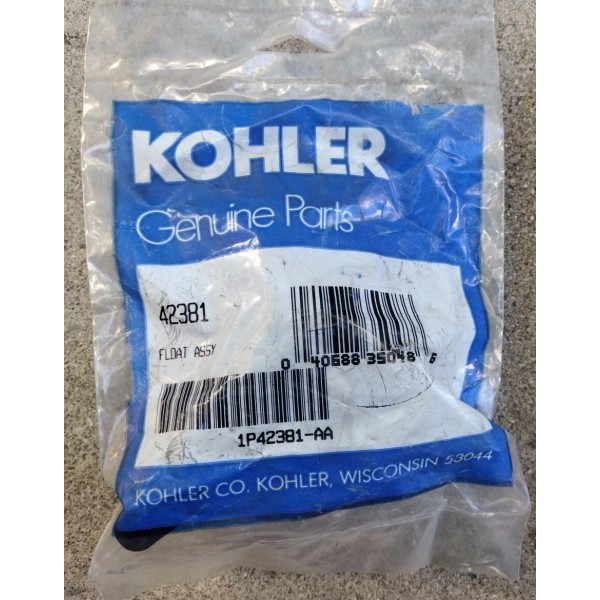 KOHLER
Genuine Parts
42381
FLOAT ASSY
0 40688 35048 6
1P42381-AA
KOHLER CO. KOHLER, WISCONSIN 53044